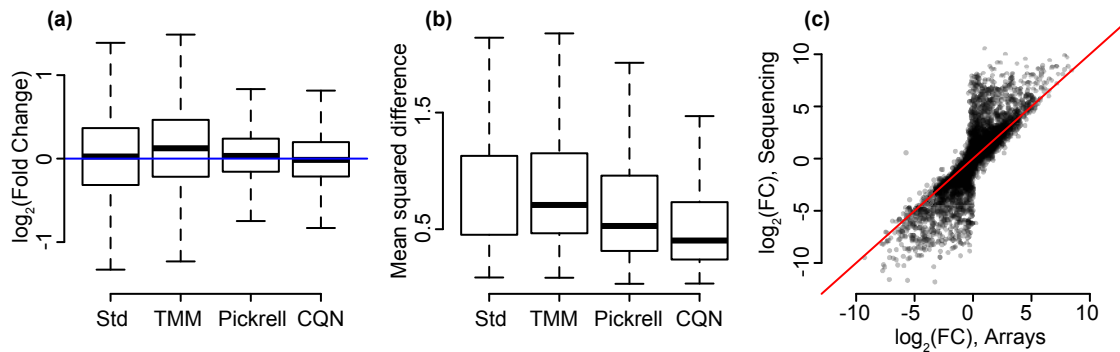 (a)
log2(Fold Change)
1
0
-1
Std TMM Pickrell CQN
(b)
Mean squared difference
1.5
0.5
Std TMM Pickrell CQN
(c)
log2(FC), Sequencing
10
5
0
-5
-10
-10 -5 0 5 10
log2(FC), Arrays